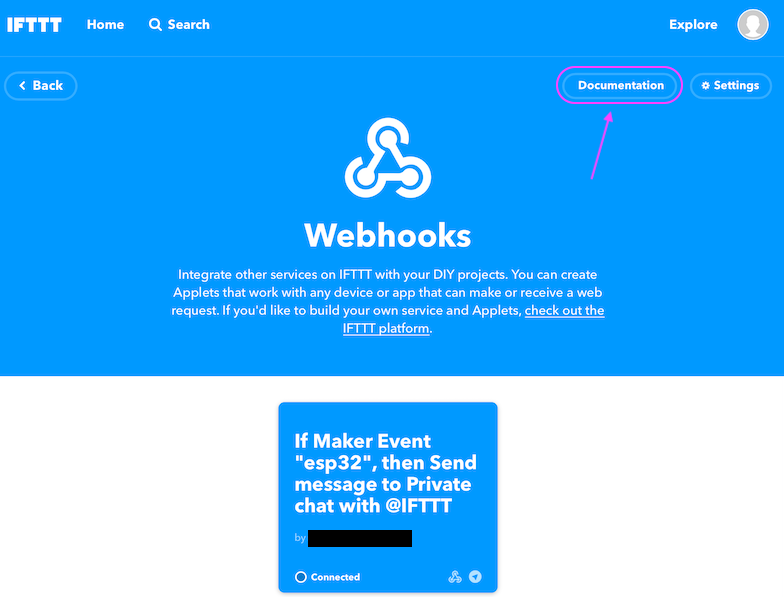 IFTTT Home Search Explore
Back Documentation Settings
Webhooks
Integrate other services on IFTTT with your DIY projects. You can create
Applets that work with any device or app that can make or receive a web
request. If you'd like to build your own service and Applets, check out the
IFTTT platform.
If Maker Event
"esp32", then Send
message to Private
chat with @IFTTT
by
Connected